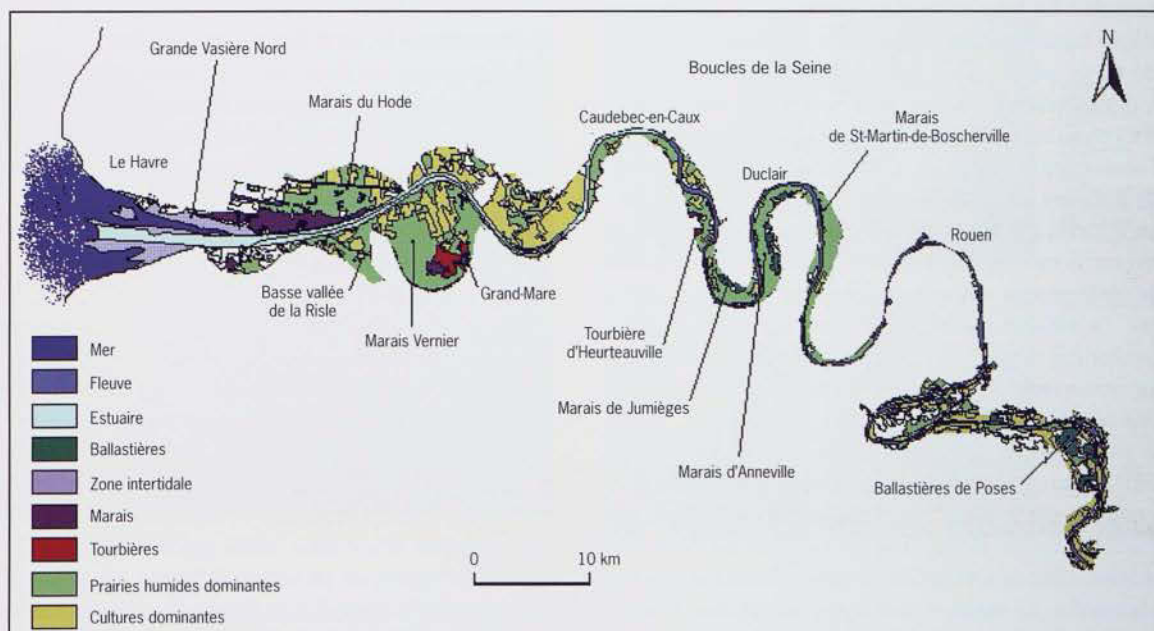 Grande Vasière Nord
Marais du Hode
Boucles de la Seine
N
Le Havre
Caudebec-en-Caux
Marais
de St-Martin-de-Boscherville
Duclair
Rouen
Basse vallée
de la Risle
Grand-Mare
Marais Vernier
Tourbière
d'Heurteauville
Marais de Jumièges
Marais d'Anneville
Ballastières de Poses
Mer
Fleuve
Estuaire
Ballastières
Zone intertidale
Marais
Tourbières
Prairies humides dominantes
Cultures dominantes
0 10 km